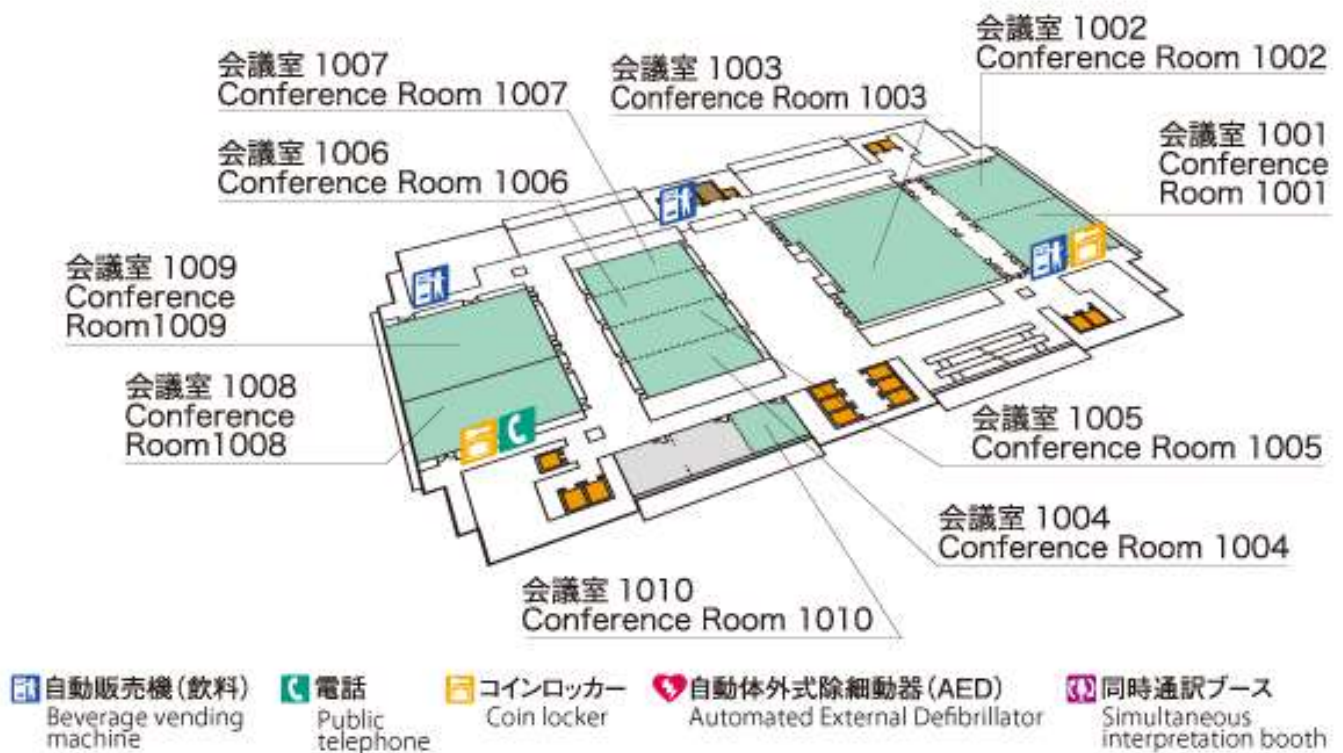 会議室 1002
Conference Room 1002
会議室 1007
Conference Room 1007
会議室 1003
Conference Room 1003
会議室 1001
Conference
Room 1001
会議室 1006
Conference Room 1006
会議室 1009
Conference
Room1009
会議室 1008
Conference
Room1008
会議室 1005
Conference Room 1005
会議室 1004
Conference Room 1004
会議室 1010
Conference Room 1010
自動販売機(飲料)
Beverage vending
machine
電話
Public
telephone
コインロッカー
Coin locker
自動体外式除細動器(AED)
Automated External Defibrillator
同時通訳ブース
Simultaneous
interpretation booth